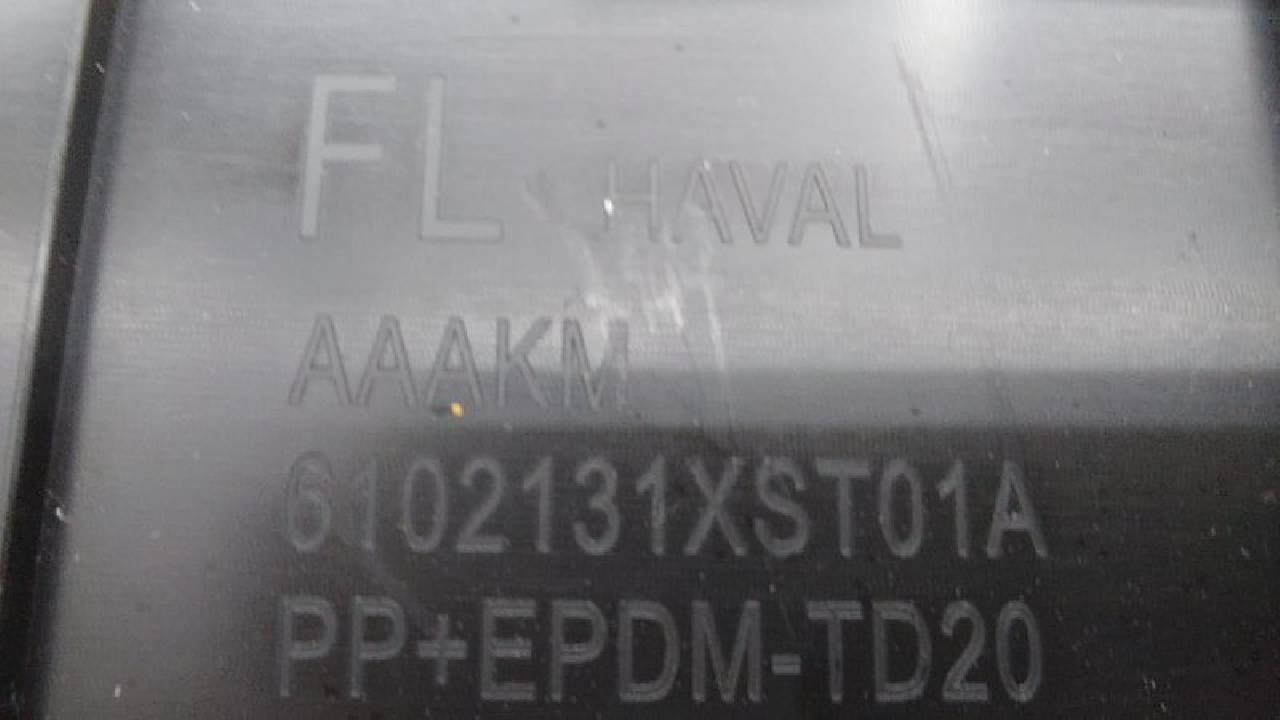 FL HAVAL
AAAKM
6102131XST01A
PP+EPDM-TD20